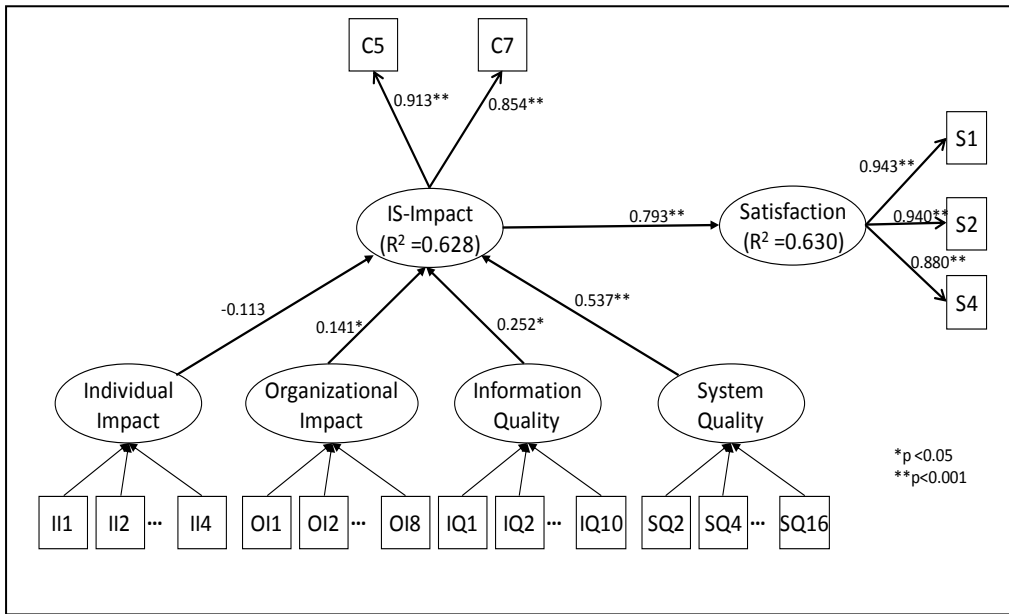 C5
C7
0.913**
0.854**
S1
0.943**
IS-Impact
(R² =0.628)
0.793**
Satisfaction
(R² =0.630)
0.940**
S2
0.880**
S4
-0.113
0.141*
0.252*
0.537**
Individual
Impact
Organizational
Impact
Information
Quality
System
Quality
*p <0.05
**p<0.001
II1
II2
...
II4
OI1
OI2
...
OI8
IQ1
IQ2
...
IQ10
SQ2
SQ4
...
SQ16